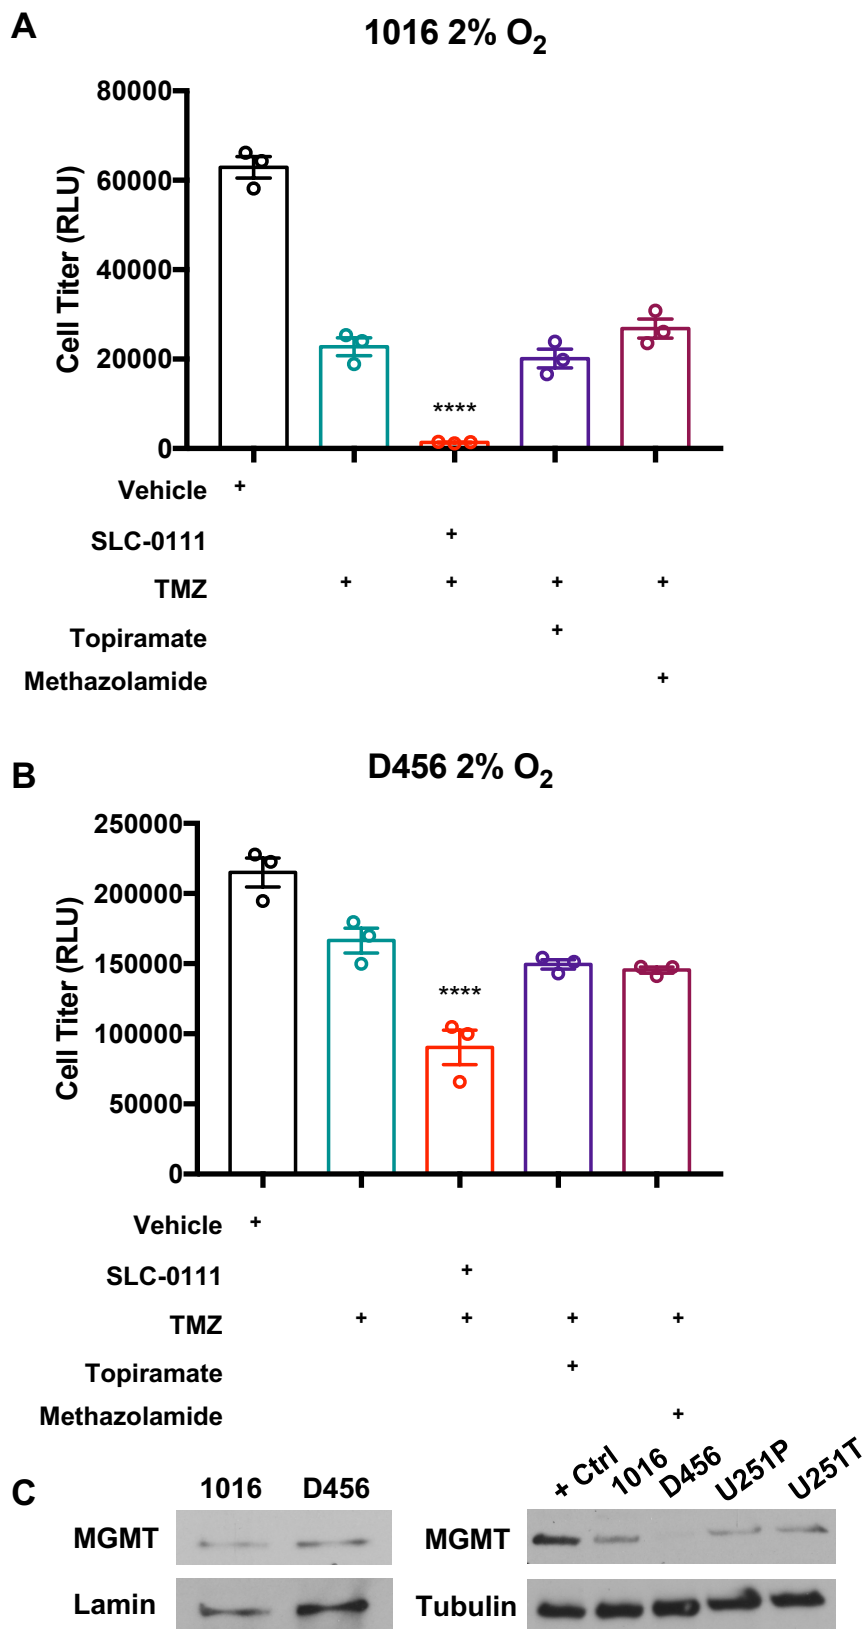 A
1016 2% O₂
Cell Titer (RLU)
80000
60000
40000
20000
0
****
Vehicle +
SLC-0111 +
TMZ + + + +
Topiramate +
Methazolamide +
B
D456 2% O₂
Cell Titer (RLU)
250000
200000
150000
100000
50000
0
****
Vehicle +
SLC-0111 +
TMZ + + + +
Topiramate +
Methazolamide +
C
1016 D456
MGMT
Lamin
+ Ctrl 1016 D456 U251P U251T
MGMT
Tubulin